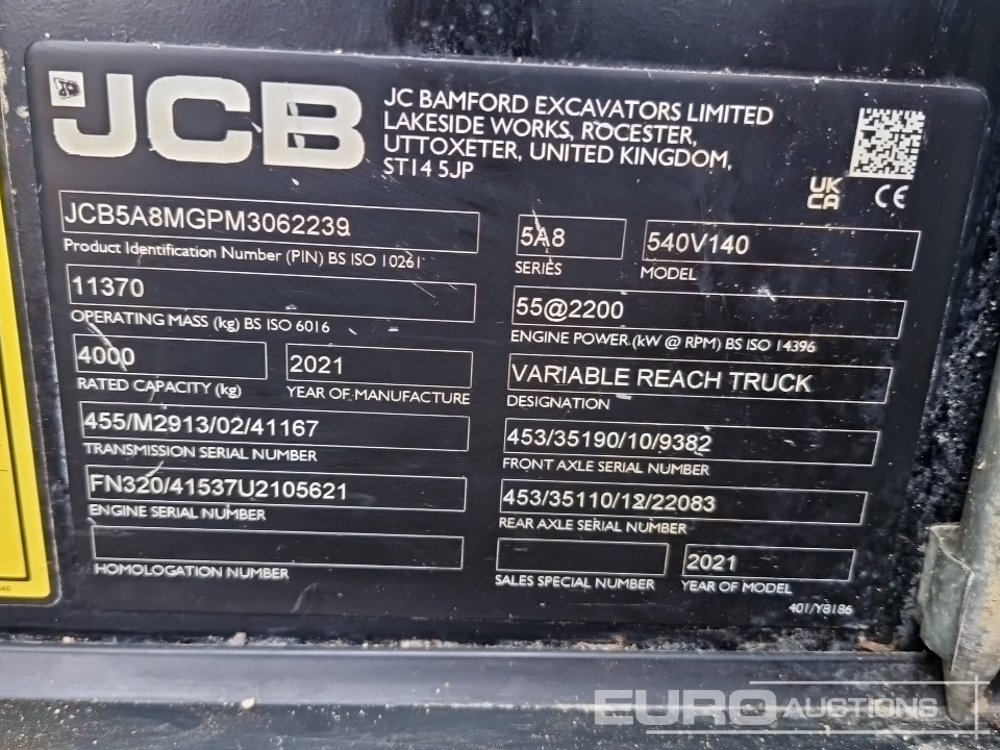 JCB
JC BAMFORD EXCAVATORS LIMITED
LAKESIDE WORKS, ROCESTER,
UTTOXETER, UNITED KINGDOM,
ST14 5JP
UK
CA
CE
JCB5A8MGPM3062239
Product Identification Number (PIN) BS ISO 10261
5A8
SERIES
540V140
MODEL
11370
OPERATING MASS (kg) BS ISO 6016
55@2200
ENGINE POWER (kW @ RPM) BS ISO 14396
4000
RATED CAPACITY (kg)
2021
YEAR OF MANUFACTURE
VARIABLE REACH TRUCK
DESIGNATION
455/M2913/02/41167
TRANSMISSION SERIAL NUMBER
453/35190/10/9382
FRONT AXLE SERIAL NUMBER
FN320/41537U2105621
ENGINE SERIAL NUMBER
453/35110/12/22083
REAR AXLE SERIAL NUMBER
HOMOLOGATION NUMBER
SALES SPECIAL NUMBER
2021
YEAR OF MODEL
401/Y8186
EURO AUCTIONS